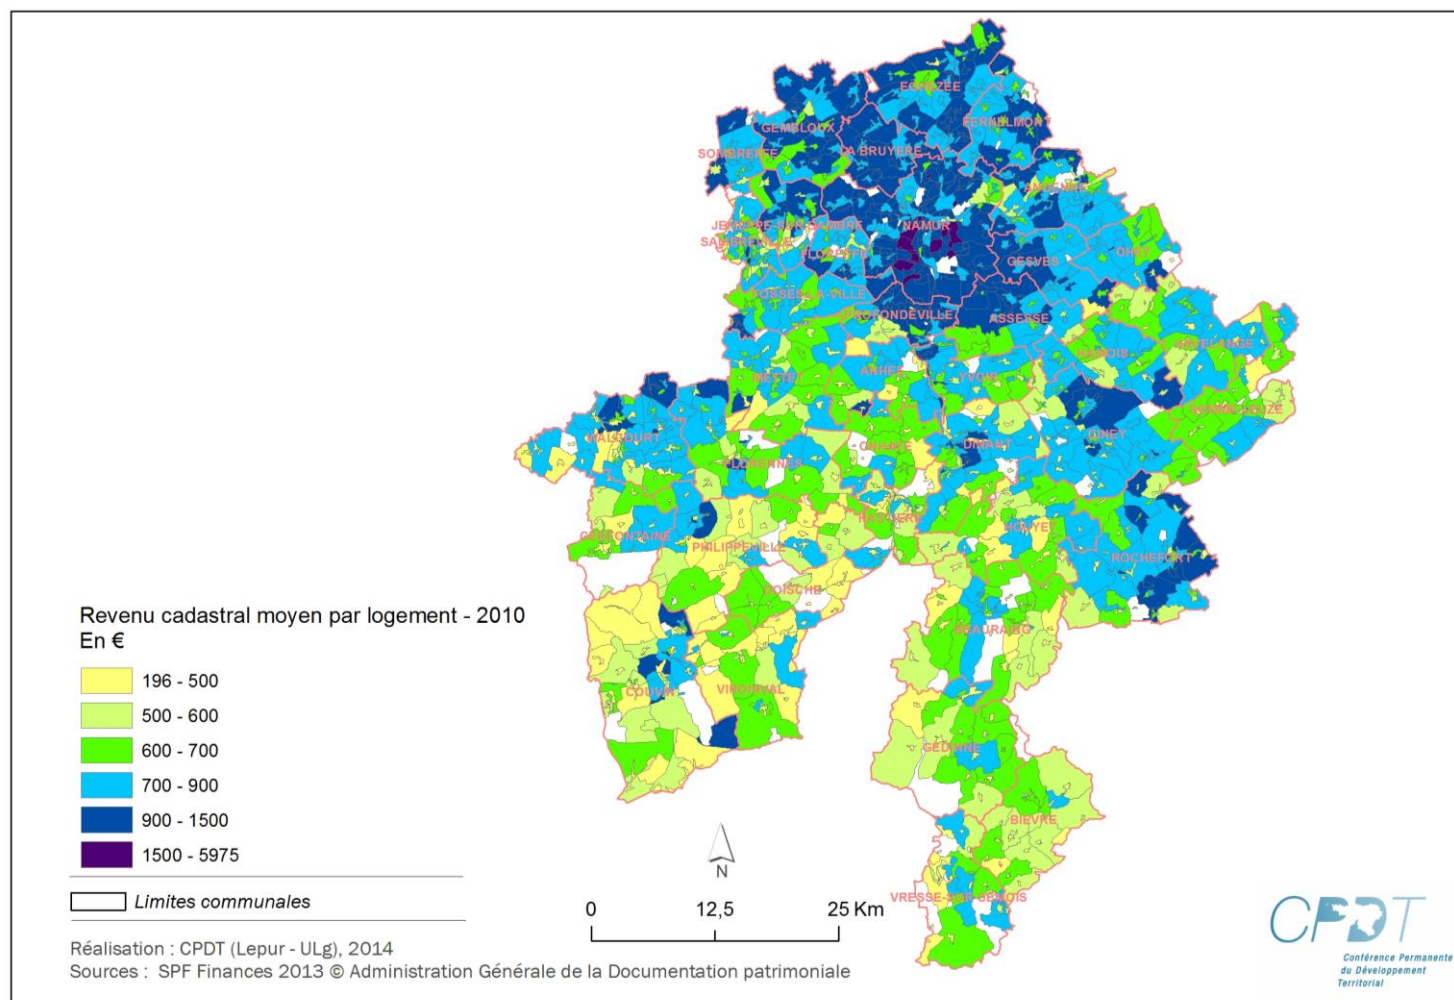 EGHEZEE
GEMBLOUX
FERNELMONT
SOMBREFFE
LA BRUYERE
ANDENNE
JEMEPPE-SUR-SAMBRE
NAMUR
SAMBREVILLE
FLOREFFE
GESVES
OHEY
FOSSES-LA-VILLE
PROFONDEVILLE
ASSESSE
HAMOIS
HAVELANGE
METTET
ANHEE
YVOIR
SOMME-LEUZE
WALCOURT
ONHAYE
DINANT
CINEY
FLORENNES
HASTIERE
HOUYET
CERFONTAINE
PHILIPPEVILLE
ROCHEFORT
DOISCHE
BEAURAING
COUVIN
VIROINVAL
GEDINNE
BIEVRE
VRESSE-SUR-SEMOIS
Revenu cadastral moyen par logement - 2010
En €
196 - 500
500 - 600
600 - 700
700 - 900
900 - 1500
1500 - 5975
Limites communales
N
0 12,5 25 Km
Réalisation : CPDT (Lepur - ULg), 2014
Sources : SPF Finances 2013 © Administration Générale de la Documentation patrimoniale
CPDT
Conférence Permanente
du Développement
Territorial